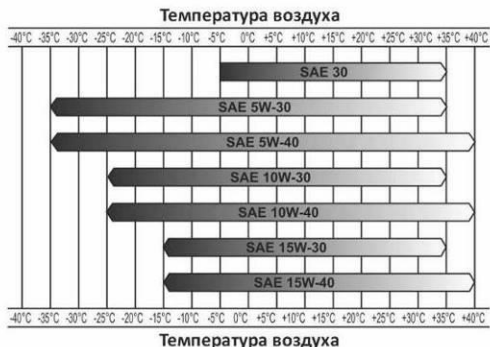 Температура воздуха
-40°C -35°C -30°C -25°C -20°C -15°C -10°C -5°C 0°C +5°C +10°C +15°C +20°C +25°C +30°C +35°C +40°C
SAE 30
SAE 5W-30
SAE 5W-40
SAE 10W-30
SAE 10W-40
SAE 15W-30
SAE 15W-40
-40°C -35°C -30°C -25°C -20°C -15°C -10°C -5°C 0°C +5°C +10°C +15°C +20°C +25°C +30°C +35°C +40°C
Температура воздуха